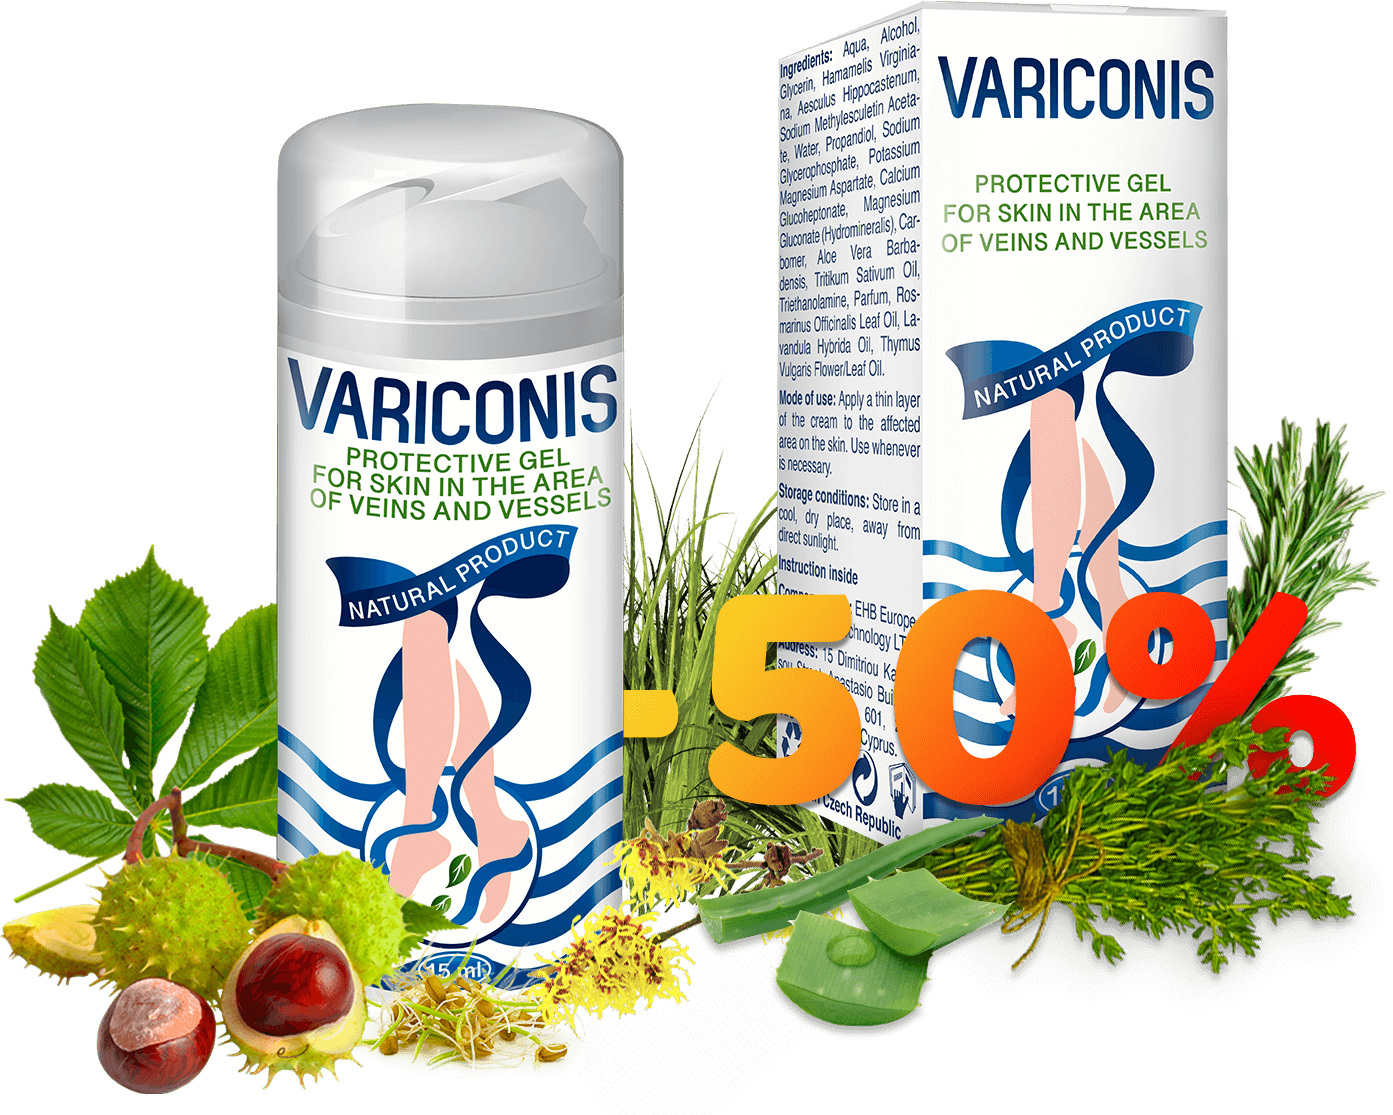 VARICONIS
PROTECTIVE GEL
FOR SKIN IN THE AREA
OF VEINS AND VESSELS
NATURAL PRODUCT
15 ml
Ingredients: Aqua, Alcohol,
Glycerin, Hamamelis Virginia-
na, Aesculus Hippocastenum,
Sodium Methylesculetin Aceta-
te, Water, Propandiol, Sodium
Glycerophosphate, Potassium
Magnesium Aspartate, Calcium
Glucoheptonate, Magnesium
Gluconate (Hydromineralis), Car-
bomer, Aloe Vera Barba-
densis, Tritikum Sativum Oil,
Triethanolamine, Parfum, Ros-
marinus Officinalis Leaf Oil, La-
vandula Hybrida Oil, Thymus
Vulgaris Flower/Leaf Oil.
Mode of use: Apply a thin layer
of the cream to the affected
area on the skin. Use whenever
is necessary.
Storage conditions: Store in a
cool, dry place, away from
direct sunlight.
Instruction inside
EHB Europe
Address: 15 Dimitriou
601,
Cyprus.
Czech Republic
VARICONIS
PROTECTIVE GEL
FOR SKIN IN THE AREA
OF VEINS AND VESSELS
NATURAL PRODUCT
-50%